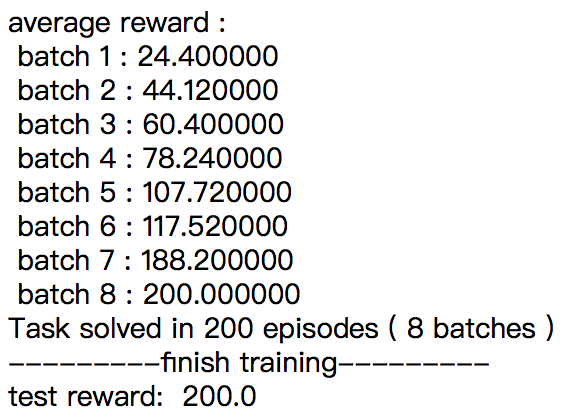 average reward :
batch 1 : 24.400000
batch 2 : 44.120000
batch 3 : 60.400000
batch 4 : 78.240000
batch 5 : 107.720000
batch 6 : 117.520000
batch 7 : 188.200000
batch 8 : 200.000000
Task solved in 200 episodes ( 8 batches )
---------finish training---------
test reward:  200.0